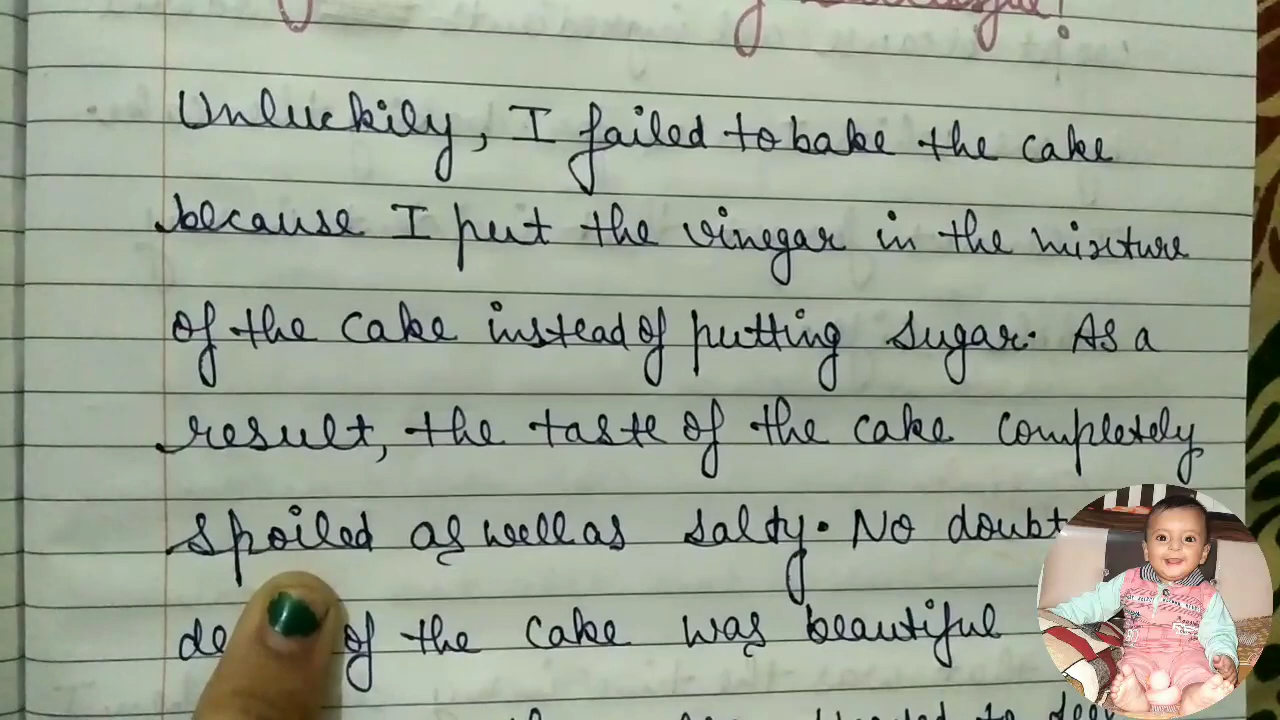 Unluckily, I failed to bake the cake
because I put the vinegar in the mixture
of the cake instead of putting sugar. As a
result, the taste of the cake completely
spoiled as well as salty. No doubt
of the cake was beautiful